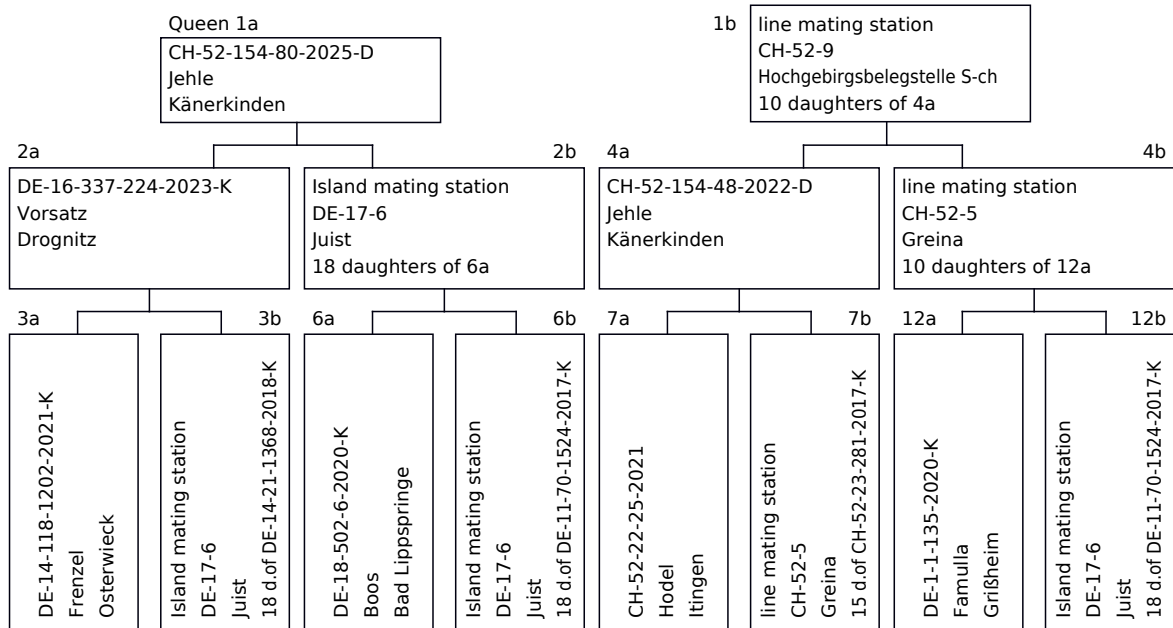 Queen 1a
CH-52-154-80-2025-D
Jehle
Känerkinden
1b
line mating station
CH-52-9
Hochgebirgsbelegstelle S-ch
10 daughters of 4a
2a
DE-16-337-224-2023-K
Vorsatz
Drognitz
2b
Island mating station
DE-17-6
Juist
18 daughters of 6a
4a
CH-52-154-48-2022-D
Jehle
Känerkinden
4b
line mating station
CH-52-5
Greina
10 daughters of 12a
3a
DE-14-118-1202-2021-K
Frenzel
Osterwieck
3b
Island mating station
DE-17-6
Juist
18 d.of DE-14-21-1368-2018-K
6a
DE-18-502-6-2020-K
Boos
Bad Lippspringe
6b
Island mating station
DE-17-6
Juist
18 d.of DE-11-70-1524-2017-K
7a
CH-52-22-25-2021
Hodel
Itingen
7b
line mating station
CH-52-5
Greina
15 d.of CH-52-23-281-2017-K
12a
DE-1-1-135-2020-K
Famulla
Grißheim
12b
Island mating station
DE-17-6
Juist
18 d.of DE-11-70-1524-2017-K